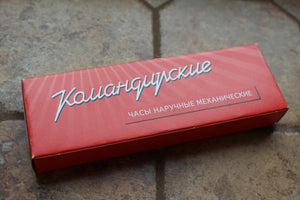 Командирские
ЧАСЫ НАРУЧНЫЕ МЕХАНИЧЕСКИЕ